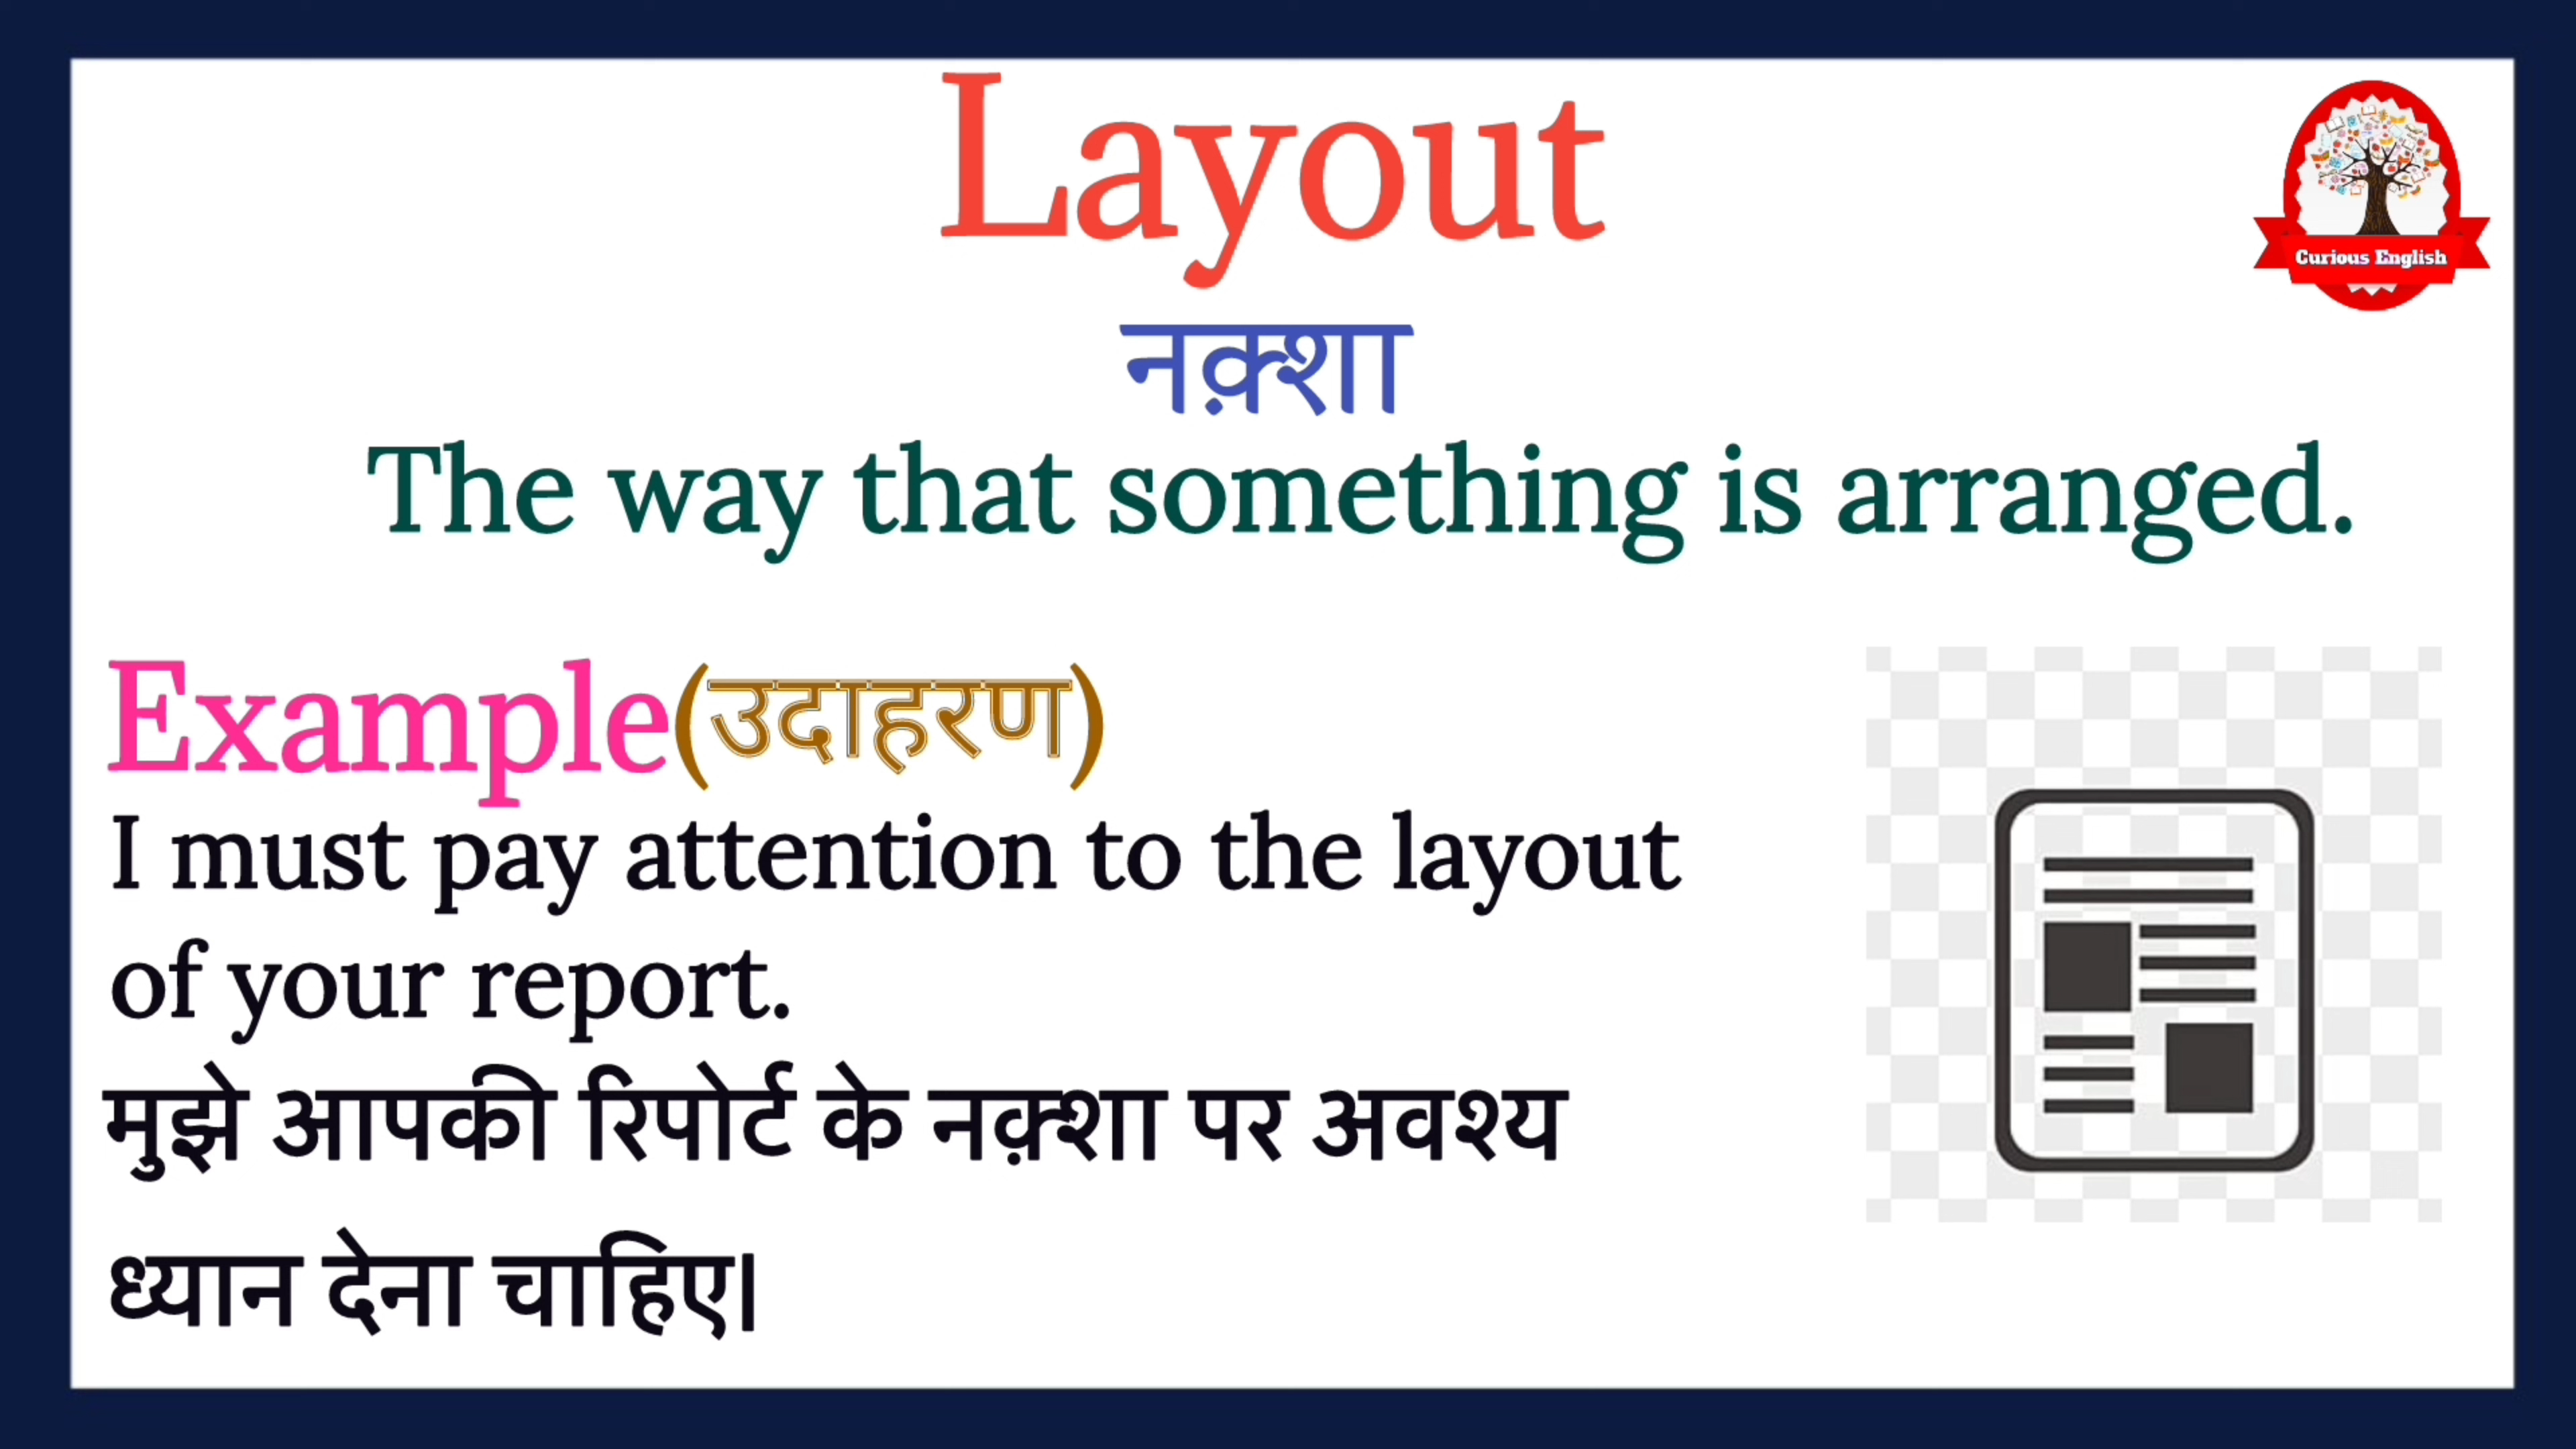 Layout
Curious English
नक़्शा
The way that something is arranged.
Example(उदाहरण)
I must pay attention to the layout
of your report.
मुझे आपकी रिपोर्ट के नक़्शा पर अवश्य
ध्यान देना चाहिए।